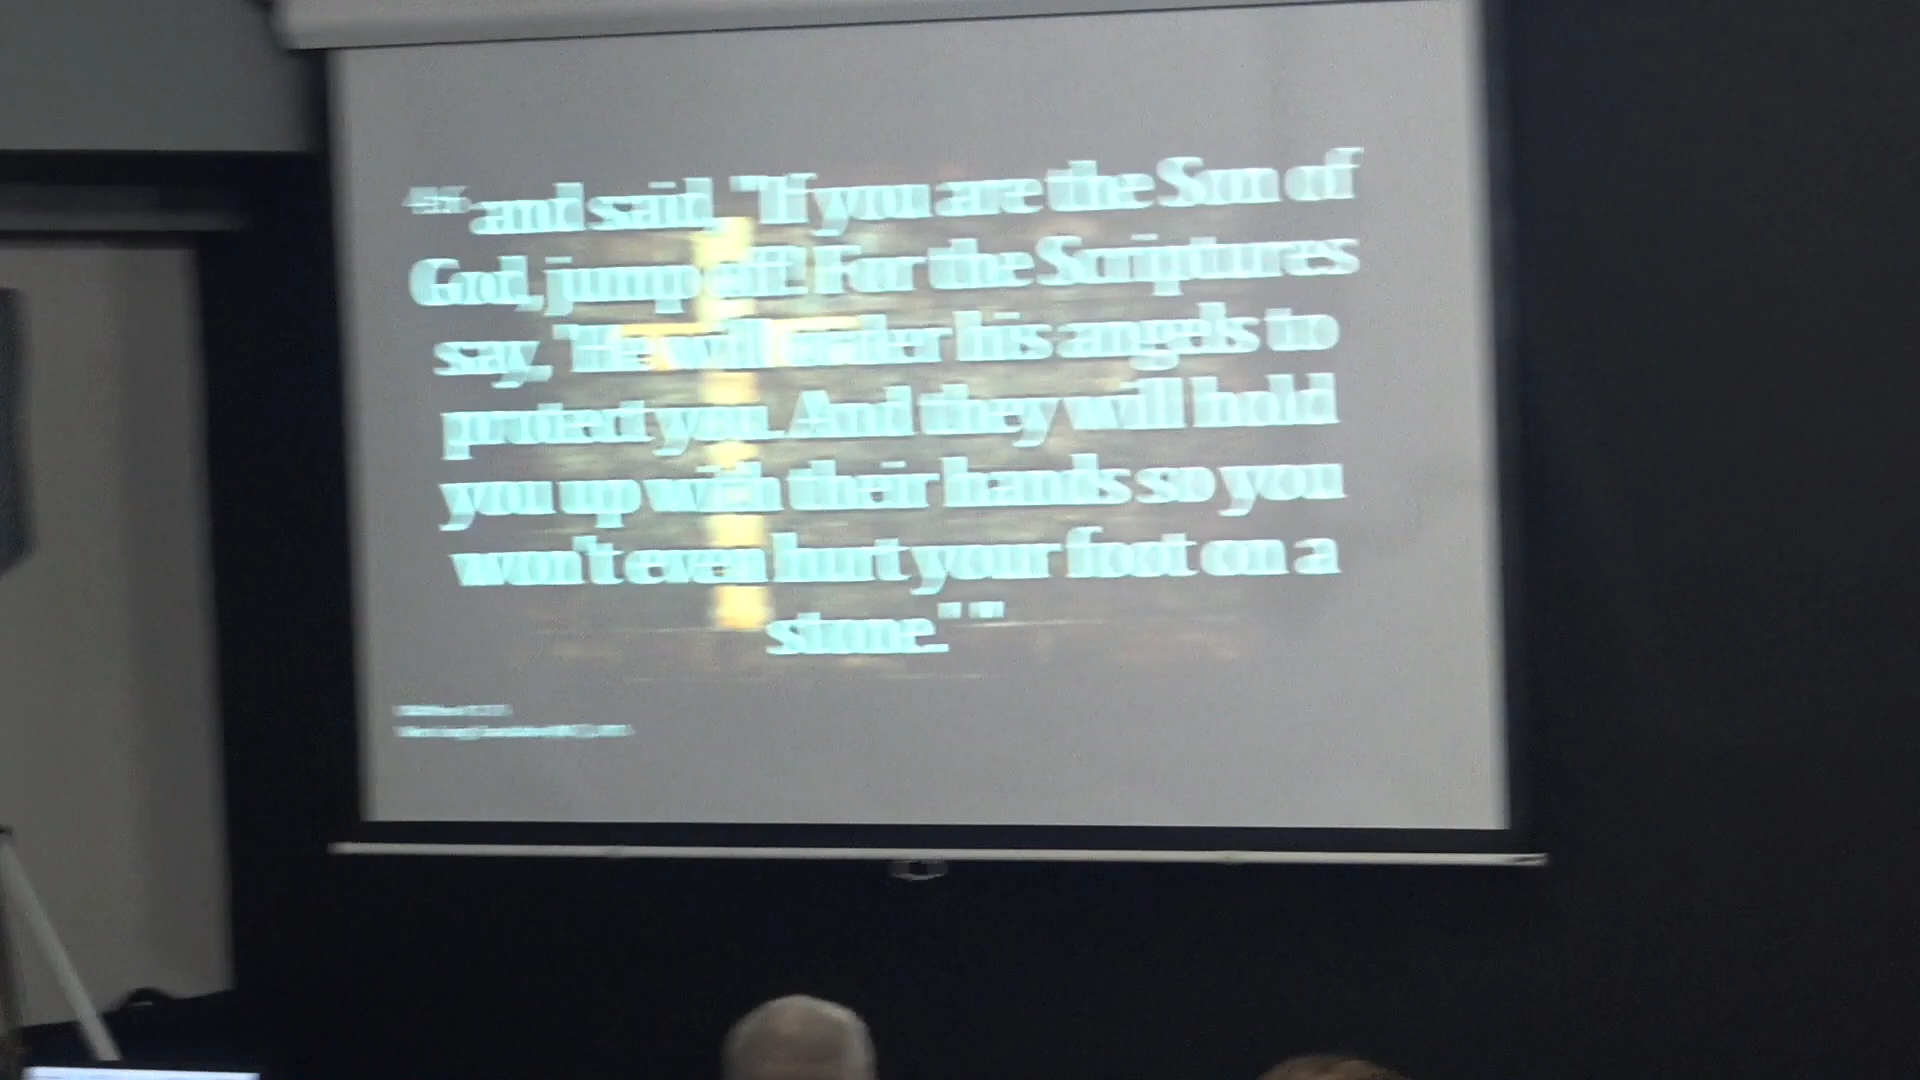 and said, "If you are the Son of
God, jump off! For the Scriptures
say, 'He will order his angels to
protect you. And they will hold
you up with their hands so you
won't even hurt your foot on a
stone.' "